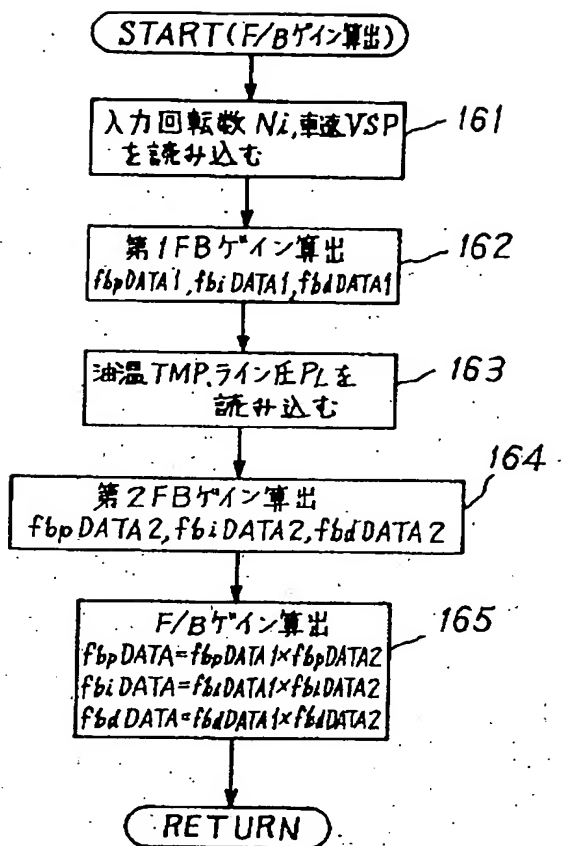 START(F/Bゲイン算出)
入力回転数 Ni,車速VSP
を読み込む
161
第1FBゲイン算出
fbpDATA1,fbiDATA1,fbdDATA1
162
油温TMP,ライン圧PLを
読み込む
163
第2FBゲイン算出
fbpDATA2,fbiDATA2,fbdDATA2
164
F/Bゲイン算出
fbpDATA=fbpDATA1×fbpDATA2
fbiDATA=fbiDATA1×fbiDATA2
fbdDATA=fbdDATA1×fbdDATA2
165
RETURN